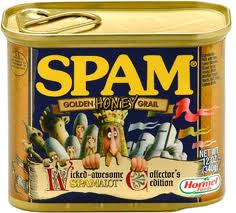 SPAM®
GOLDEN HONEY GRAIL
NET WT.
12 OZ.
(340g)
Wicked-awesome
Collector's
SPAMALOT
edition
Hormel